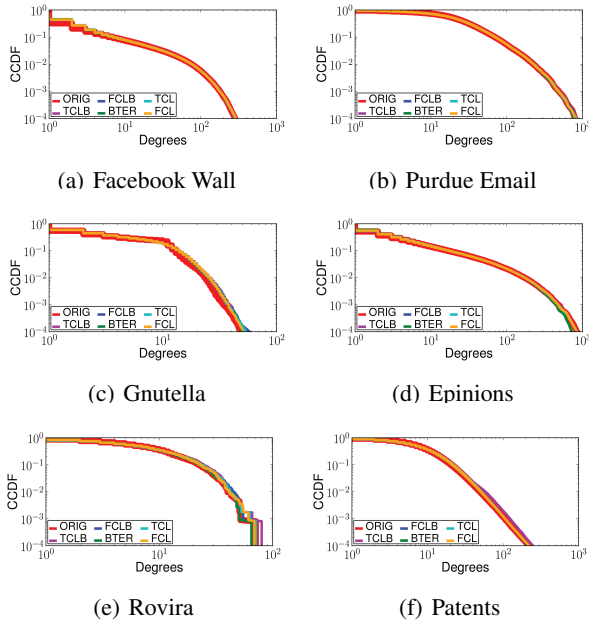 10^0
10^-1
10^-2
10^-3
10^-4
CCDF
ORIG FCLB TCL
TCLB BTER FCL
10^0 10^1 10^2 10^3
Degrees
(a) Facebook Wall
10^0
10^-1
10^-2
10^-3
10^-4
CCDF
ORIG FCLB TCL
TCLB BTER FCL
10^0 10^1 10^2 10^3
Degrees
(b) Purdue Email
10^0
10^-1
10^-2
10^-3
10^-4
CCDF
ORIG FCLB TCL
TCLB BTER FCL
10^0 10^1 10^2
Degrees
(c) Gnutella
10^0
10^-1
10^-2
10^-3
10^-4
CCDF
ORIG FCLB TCL
TCLB BTER FCL
10^0 10^1 10^2 10^3
Degrees
(d) Epinions
10^0
10^-1
10^-2
10^-3
10^-4
CCDF
ORIG FCLB TCL
TCLB BTER FCL
10^0 10^1 10^2
Degrees
(e) Rovira
10^0
10^-1
10^-2
10^-3
10^-4
CCDF
ORIG FCLB TCL
TCLB BTER FCL
10^0 10^1 10^2 10^3
Degrees
(f) Patents